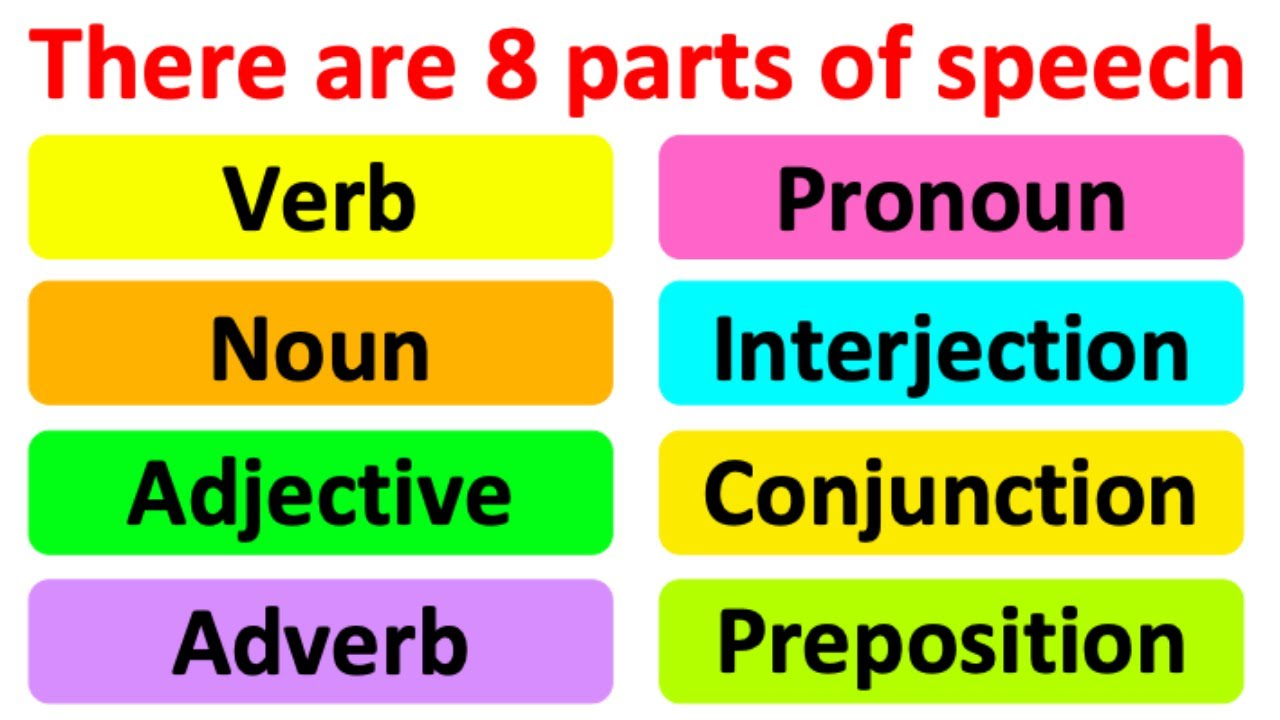 There are 8 parts of speech
Verb
Pronoun
Noun
Interjection
Adjective
Conjunction
Adverb
Preposition